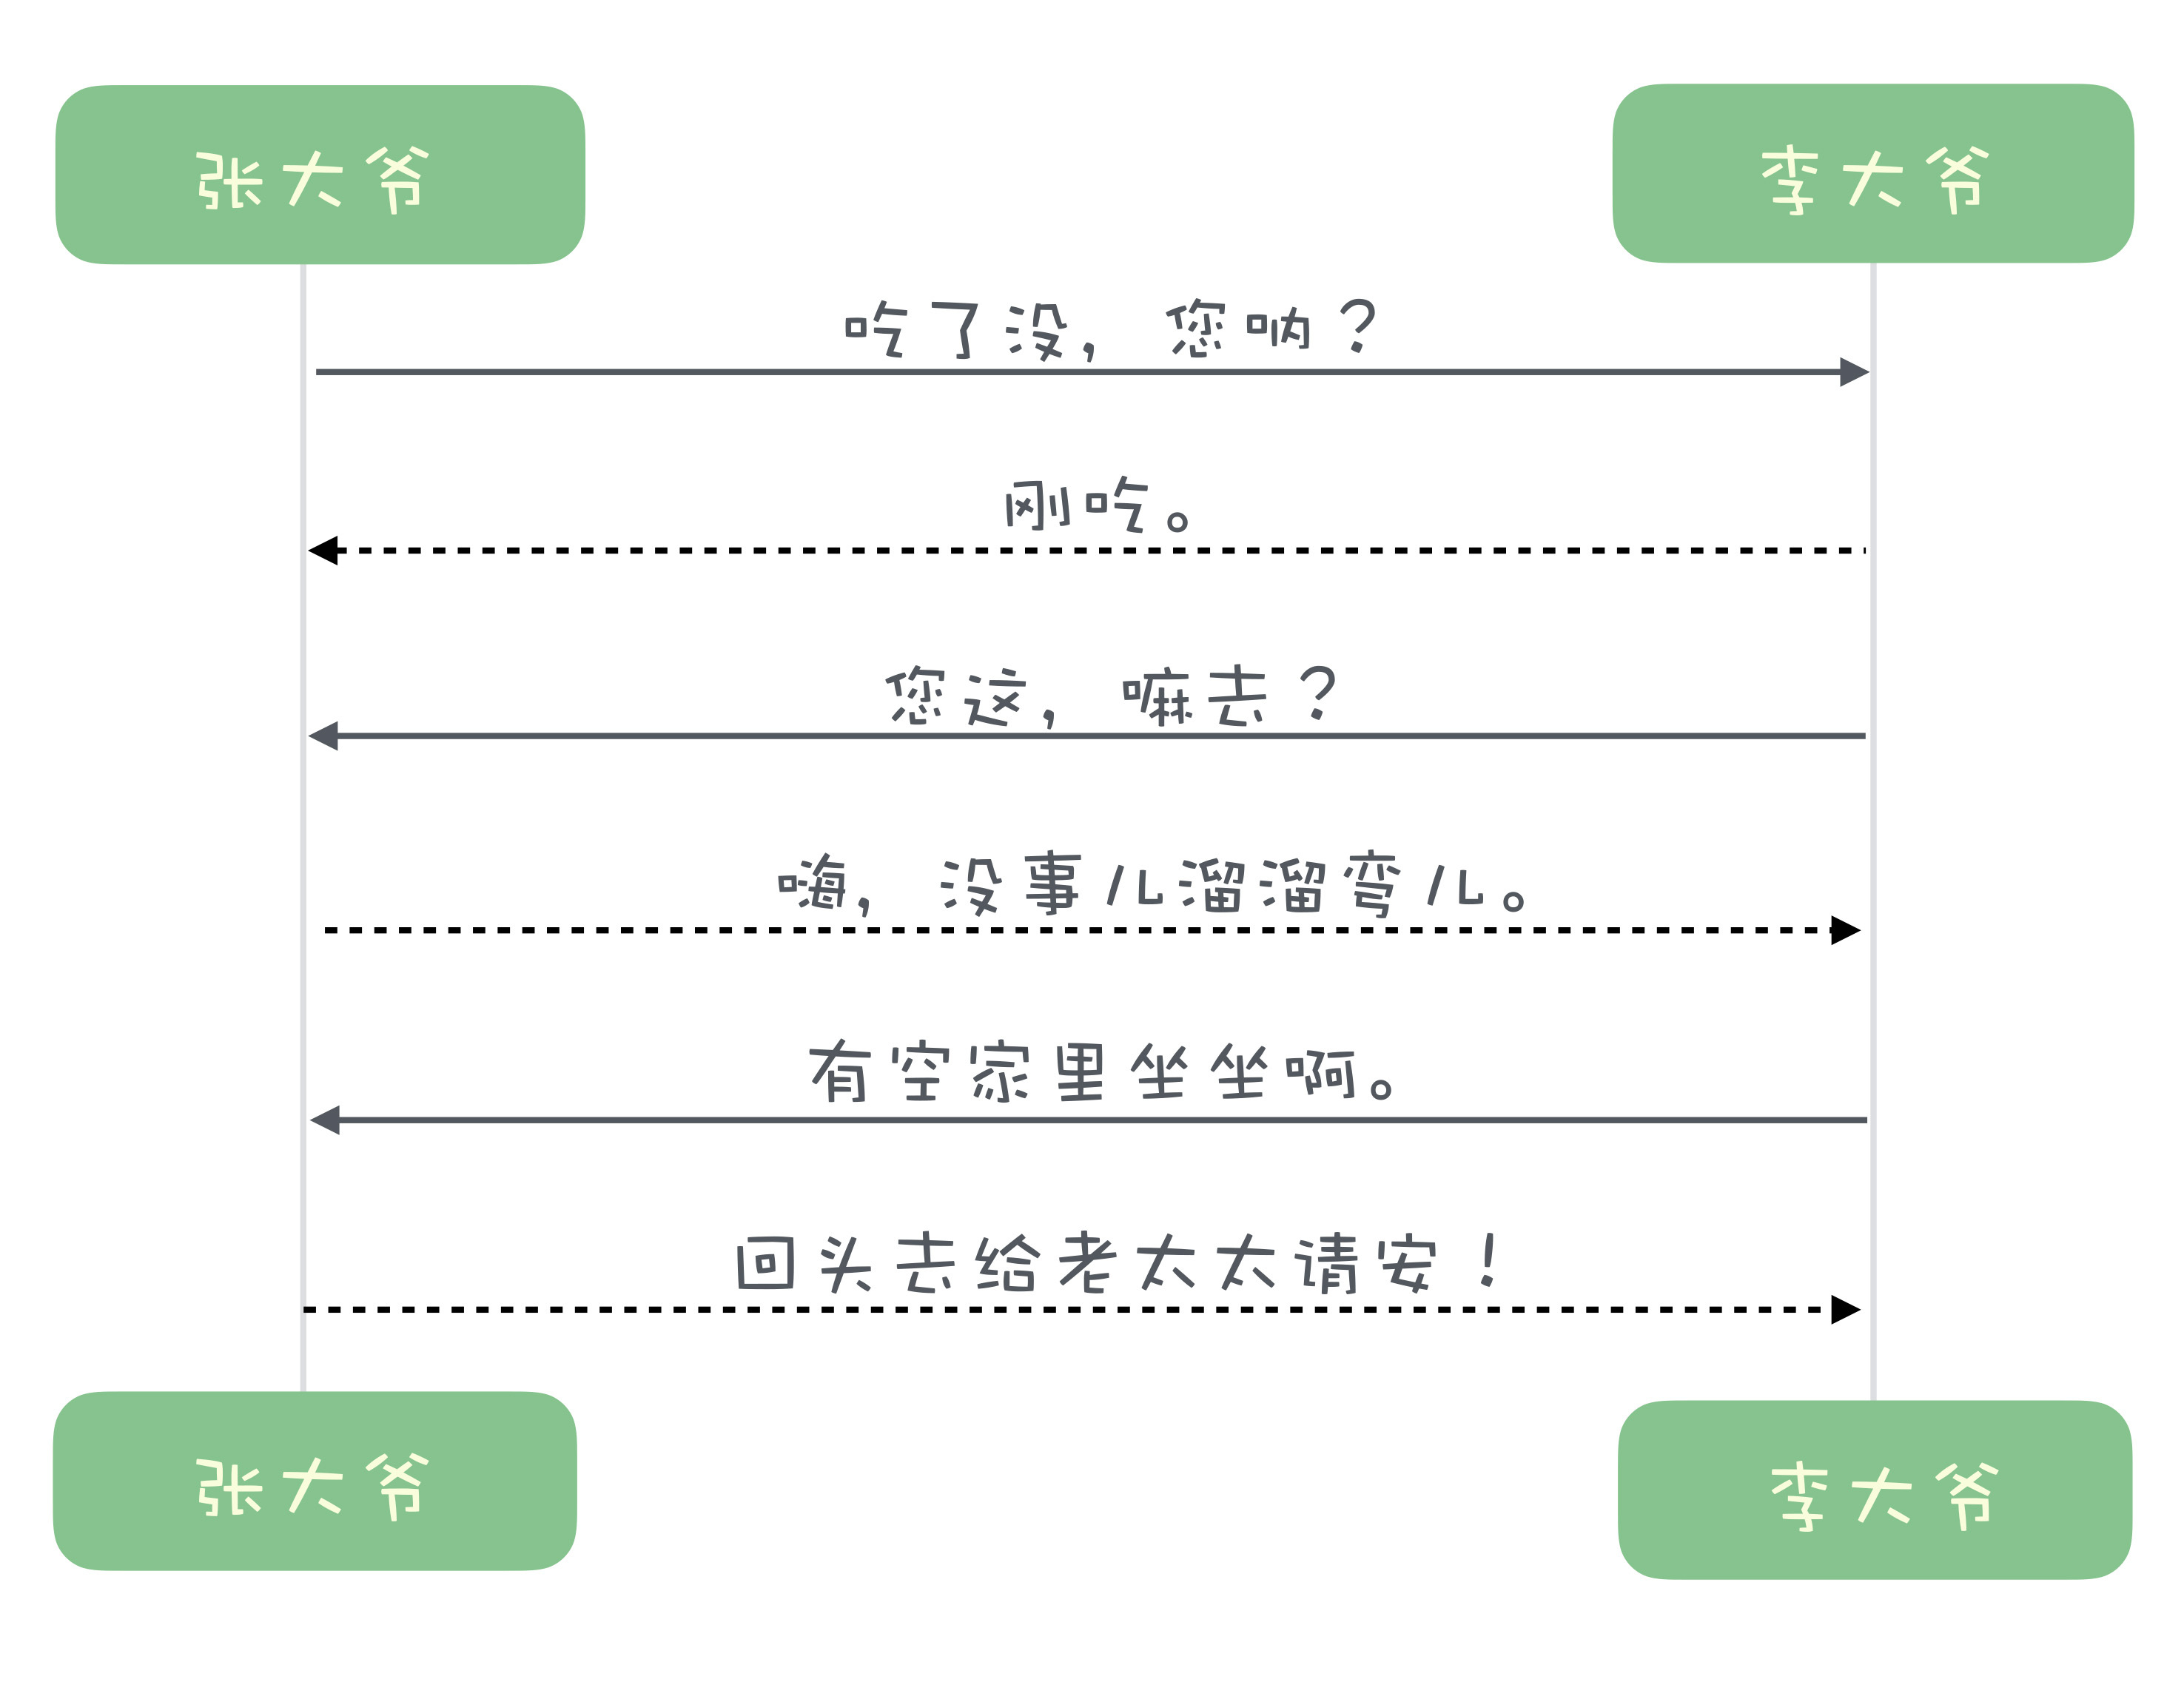 张大爷
李大爷
吃了没，您呐？
刚吃。
您这，嘛去？
嗨，没事儿溜溜弯儿。
有空家里坐坐啊。
回头去给老太太请安！
张大爷
李大爷